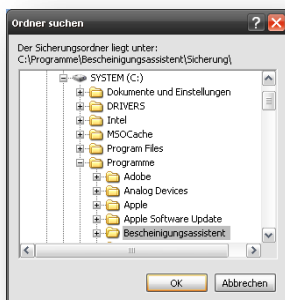 Ordner suchen
Der Sicherungsordner liegt unter:
C:\Programme\Bescheinigungsassistent\Sicherung\
SYSTEM (C:)
Dokumente und Einstellungen
DRIVERS
Intel
MSOCache
Program Files
Programme
Adobe
Analog Devices
Apple
Apple Software Update
Bescheinigungsassistent
OK
Abbrechen